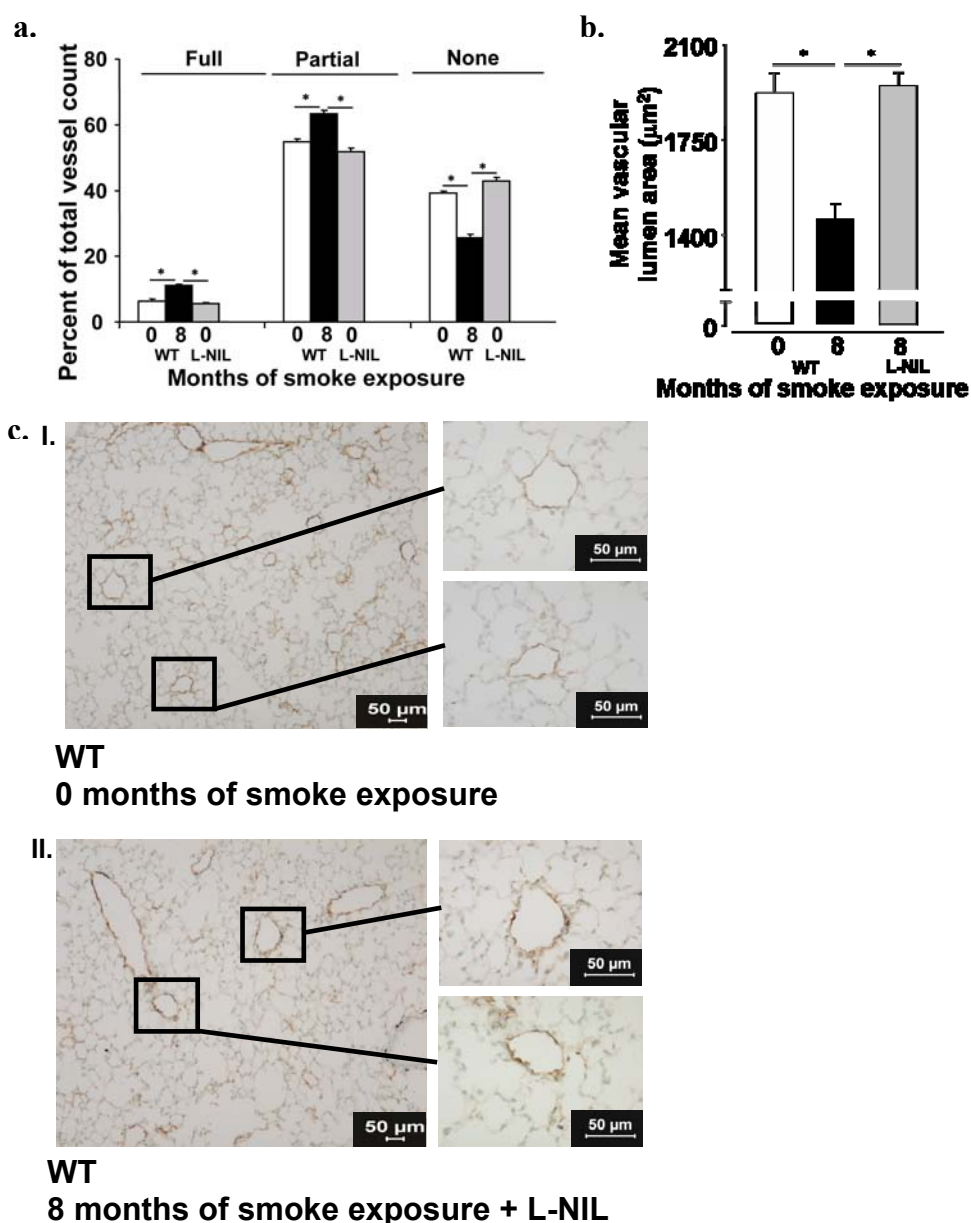 a.
Percent of total vessel count
80
60
40
20
0
Full Partial None
* * * * * *
0 8 0 0 8 0 0 8 0
WT L-NIL WT L-NIL WT L-NIL
Months of smoke exposure
b.
Mean vascular
lumen area (μm²)
2100
1750
1400
0
* *
0 8 8
WT L-NIL
Months of smoke exposure
c. I.
50 μm
50 μm
50 μm
WT
0 months of smoke exposure
II.
50 μm
50 μm
50 μm
WT
8 months of smoke exposure + L-NIL